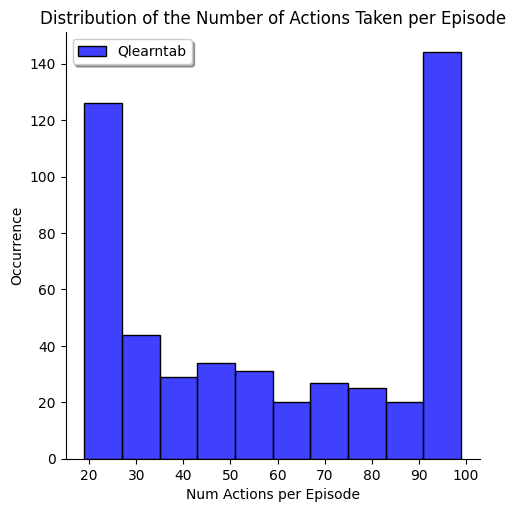 Distribution of the Number of Actions Taken per Episode
Qlearntab
140
120
100
80
60
40
20
0
Occurrence
20 30 40 50 60 70 80 90 100
Num Actions per Episode